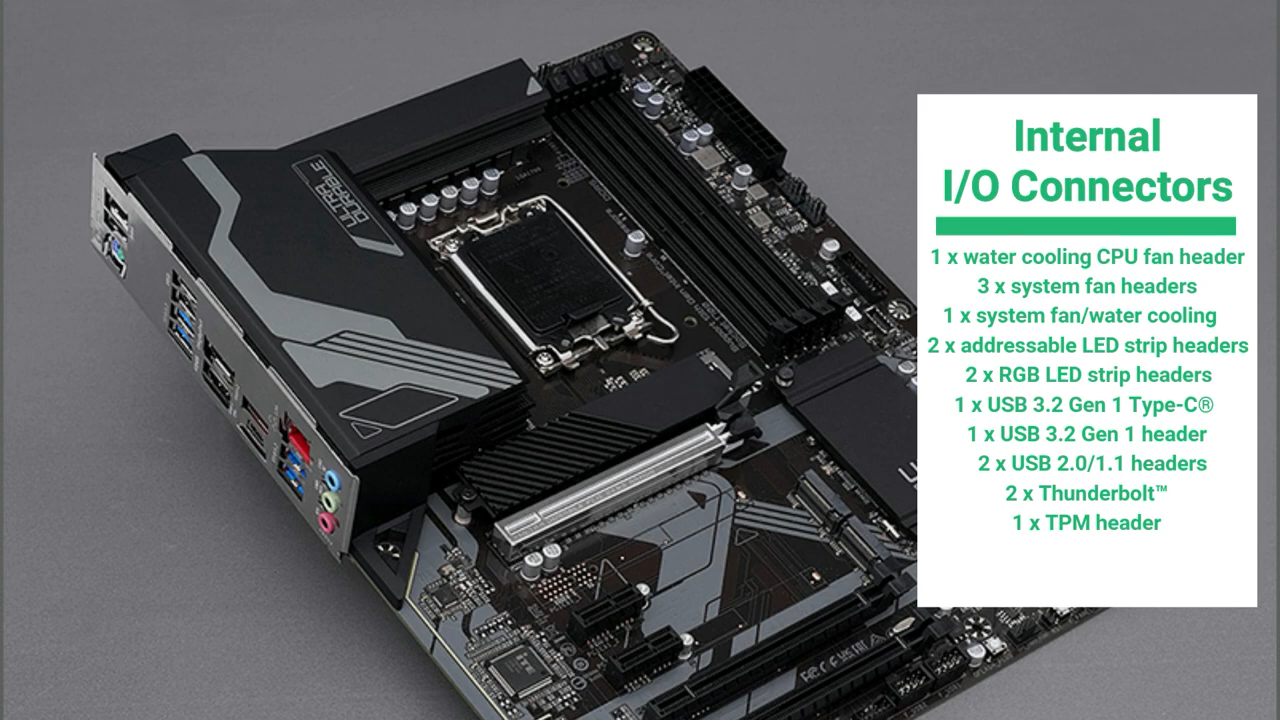 ULTRA
DURABLE
Internal
I/O Connectors
1 x water cooling CPU fan header
3 x system fan headers
1 x system fan/water cooling
2 x addressable LED strip headers
2 x RGB LED strip headers
1 x USB 3.2 Gen 1 Type-C®
1 x USB 3.2 Gen 1 header
2 x USB 2.0/1.1 headers
2 x Thunderbolt™
1 x TPM header